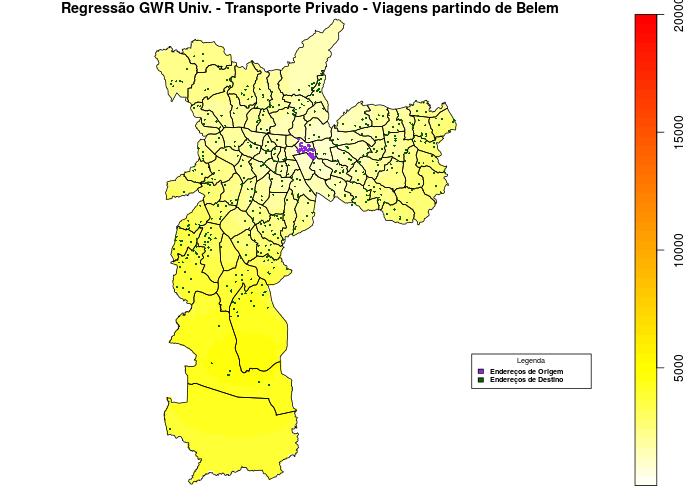 Regressão GWR Univ. - Transporte Privado - Viagens partindo de Belem
20000
15000
10000
5000
Legenda
Endereços de Origem
Endereços de Destino